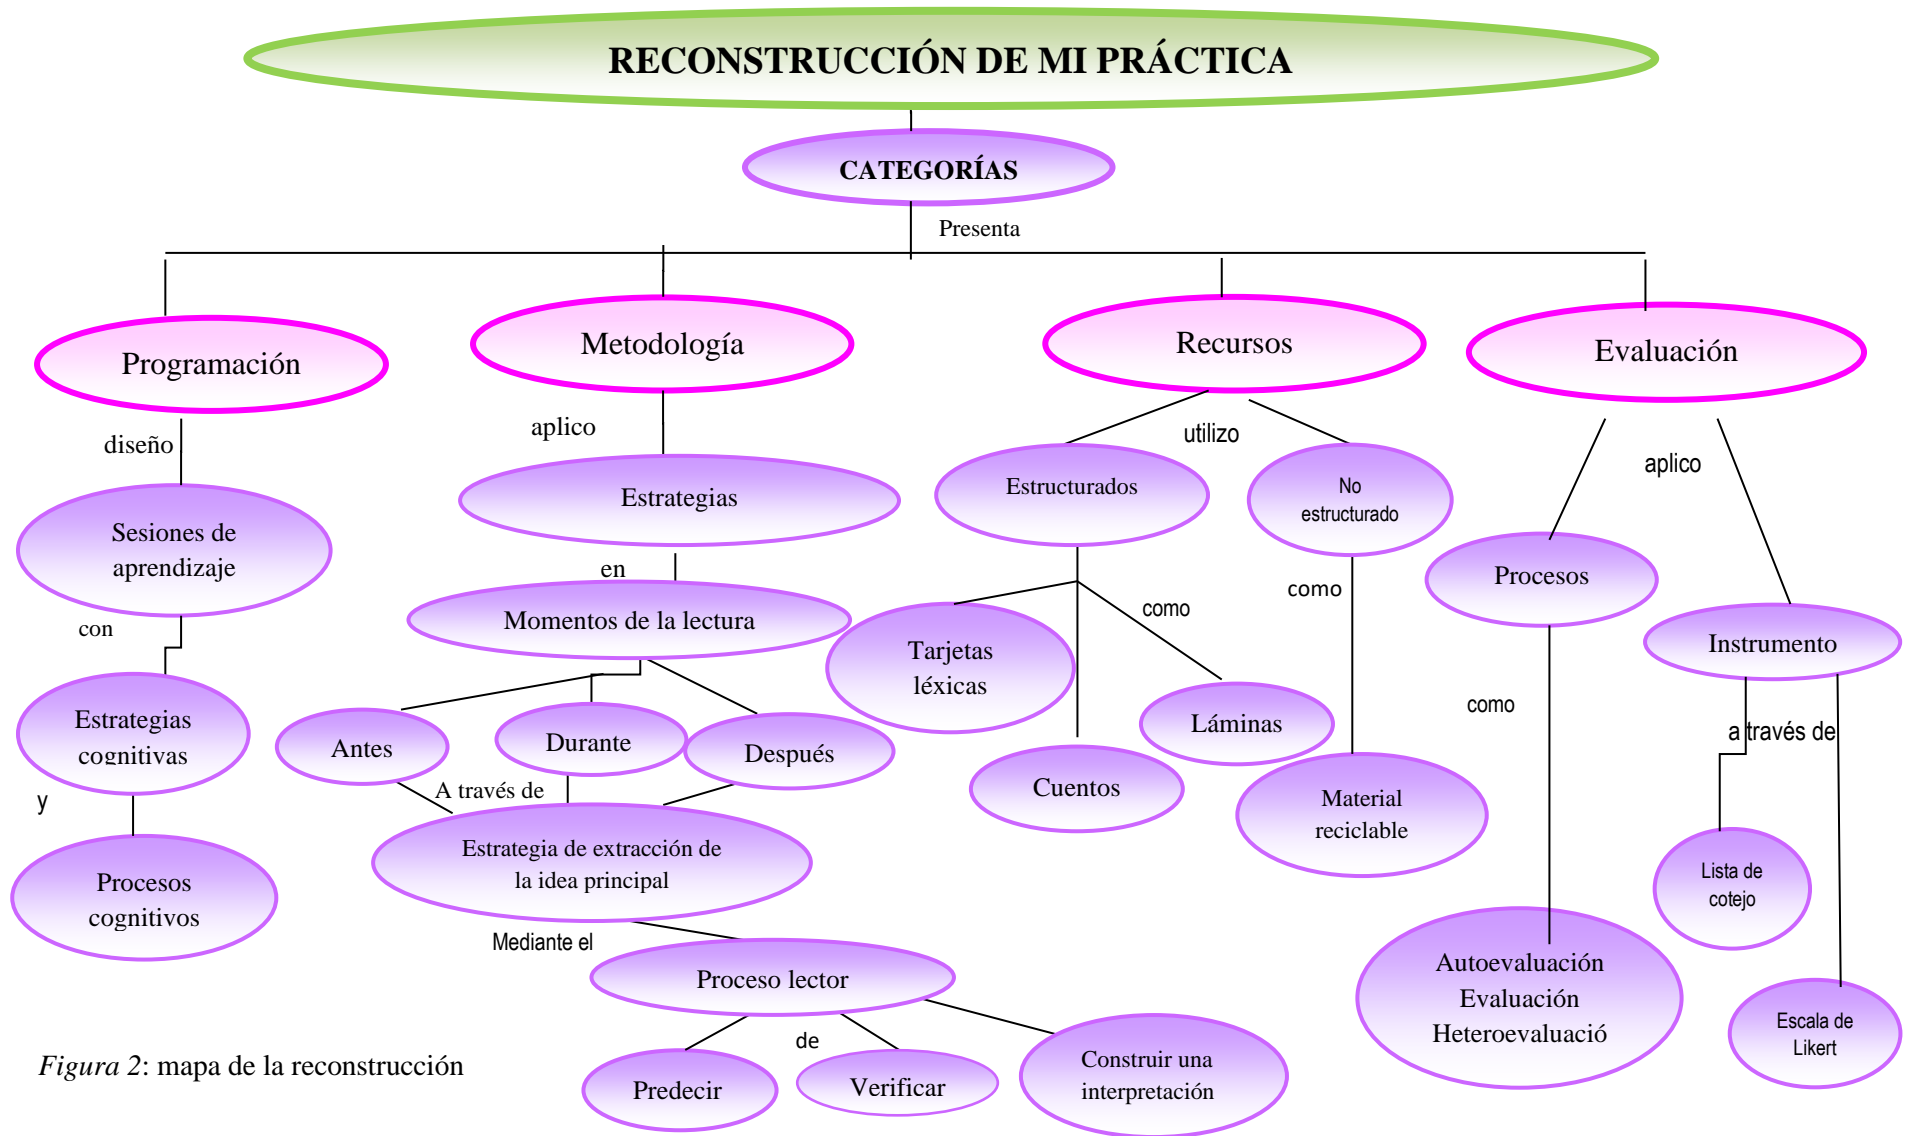 RECONSTRUCCIÓN DE MI PRÁCTICA
CATEGORÍAS
Presenta
Programación
Metodología
Recursos
Evaluación
diseño
aplico
utilizo
aplico
Sesiones de
aprendizaje
Estrategias
Estructurados
No
estructurado
Procesos
Instrumento
con
en
como
como
como
a través de
Estrategias
cognitivas
Momentos de la lectura
Tarjetas
léxicas
Láminas
Cuentos
Material
reciclable
Antes
Durante
Después
y
A través de
Procesos
cognitivos
Estrategia de extracción de
la idea principal
Lista de
cotejo
Mediante el
Proceso lector
Autoevaluación
Evaluación
Heteroevaluació
Escala de
Likert
de
Predecir
Verificar
Construir una
interpretación
Figura 2: mapa de la reconstrucción